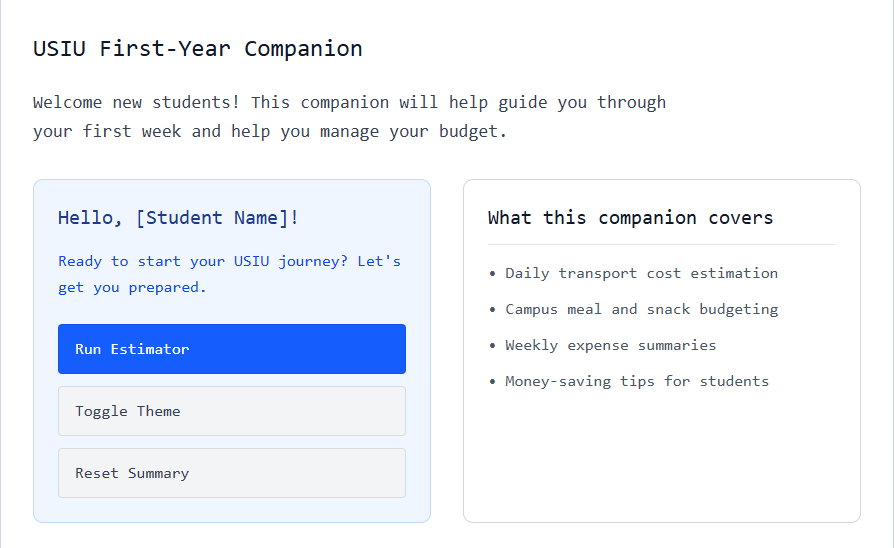 USIU First-Year Companion
Welcome new students! This companion will help guide you through
your first week and help you manage your budget.
Hello, [Student Name]!
Ready to start your USIU journey? Let's
get you prepared.
Run Estimator
Toggle Theme
Reset Summary
What this companion covers
• Daily transport cost estimation
• Campus meal and snack budgeting
• Weekly expense summaries
• Money-saving tips for students